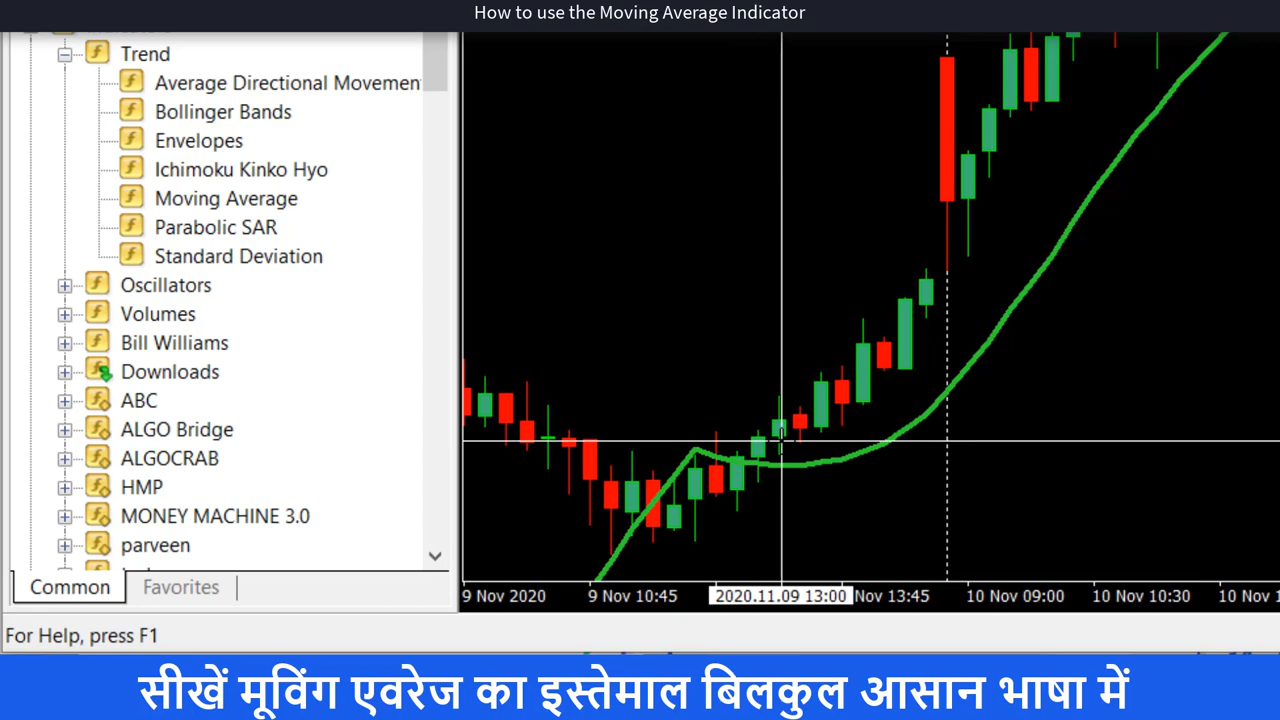 How to use the Moving Average Indicator
Trend
Average Directional Movemen
Bollinger Bands
Envelopes
Ichimoku Kinko Hyo
Moving Average
Parabolic SAR
Standard Deviation
Oscillators
Volumes
Bill Williams
Downloads
ABC
ALGO Bridge
ALGOCRAB
HMP
MONEY MACHINE 3.0
parveen
Common Favorites
9 Nov 2020 9 Nov 10:45 2020.11.09 13:00 Nov 13:45 10 Nov 09:00 10 Nov 10:30 10 Nov 1
For Help, press F1
सीखें मूविंग एवरेज का इस्तेमाल बिलकुल आसान भाषा में